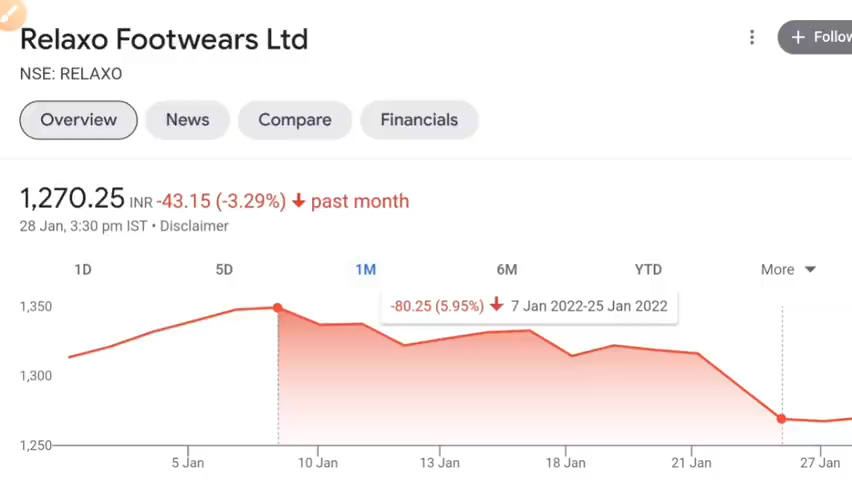 Relaxo Footwears Ltd
+ Follow
NSE: RELAXO
Overview News Compare Financials
1,270.25 INR -43.15 (-3.29%) ↓ past month
28 Jan, 3:30 pm IST • Disclaimer
1D 5D 1M 6M YTD More
-80.25 (5.95%) ↓ 7 Jan 2022-25 Jan 2022
1,350
1,300
1,250
5 Jan 10 Jan 13 Jan 18 Jan 21 Jan 27 Jan